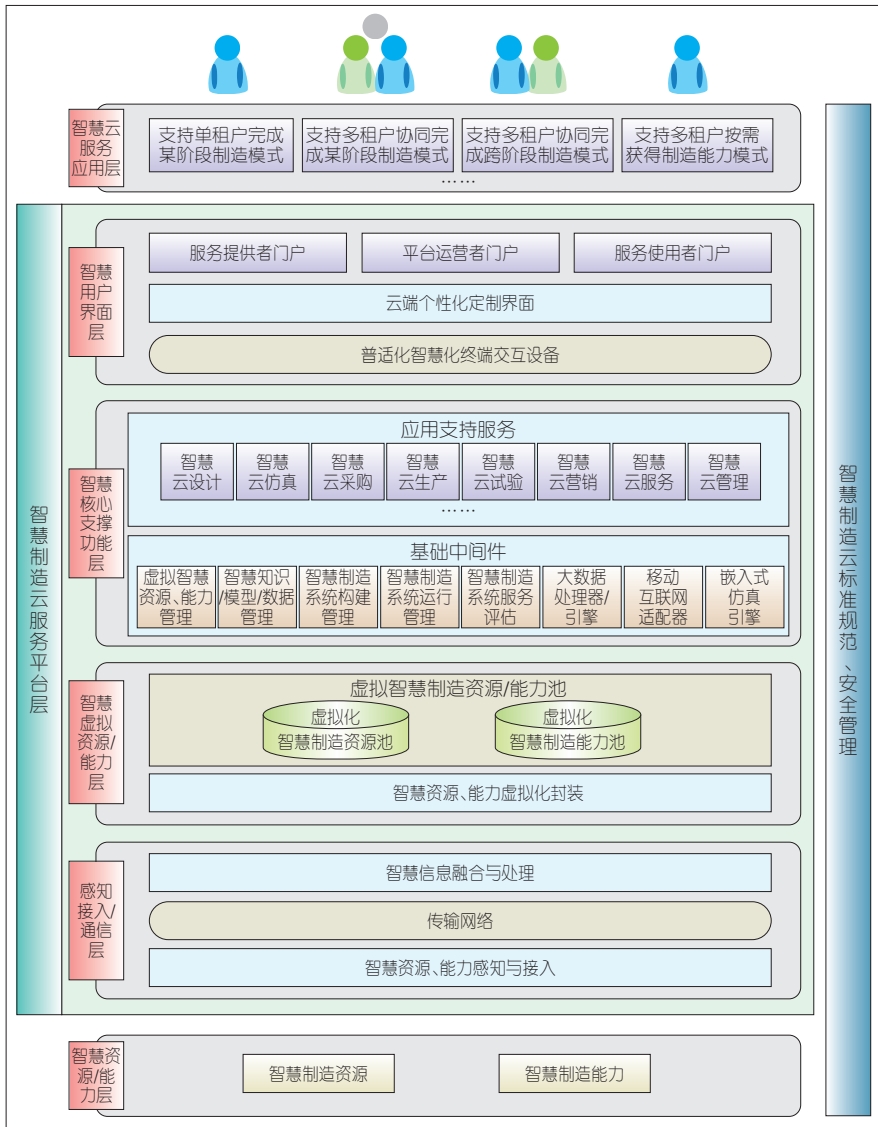 智慧云
服务
应用层
支持单租户完成
某阶段制造模式
支持多租户协同完
成某阶段制造模式
支持多租户协同完
成跨阶段制造模式
支持多租户按需
获得制造能力模式
……
智慧制造云服务平台层
智慧
用户
界面
层
服务提供者门户
平台运营者门户
服务使用者门户
云端个性化定制界面
普适化智慧化终端交互设备
智慧
核心
支撑
功能
层
应用支持服务
智慧
云设计
智慧
云仿真
智慧
云采购
智慧
云生产
智慧
云试验
智慧
云营销
智慧
云服务
智慧
云管理
……
基础中间件
虚拟智慧
资源、能力
管理
智慧知识
/模型/数据
管理
智慧制造
系统构建
管理
智慧制造
系统运行
管理
智慧制造
系统服务
评估
大数据
处理器/
引擎
移动
互联网
适配器
嵌入式
仿真
引擎
智慧
虚拟
资源/
能力
层
虚拟智慧制造资源/能力池
虚拟化
智慧制造资源池
虚拟化
智慧制造能力池
智慧资源、能力虚拟化封装
感知
接入/
通信
层
智慧信息融合与处理
传输网络
智慧资源、能力感知与接入
智慧资
源/能
力层
智慧制造资源
智慧制造能力
智慧制造云标准规范、安全管理